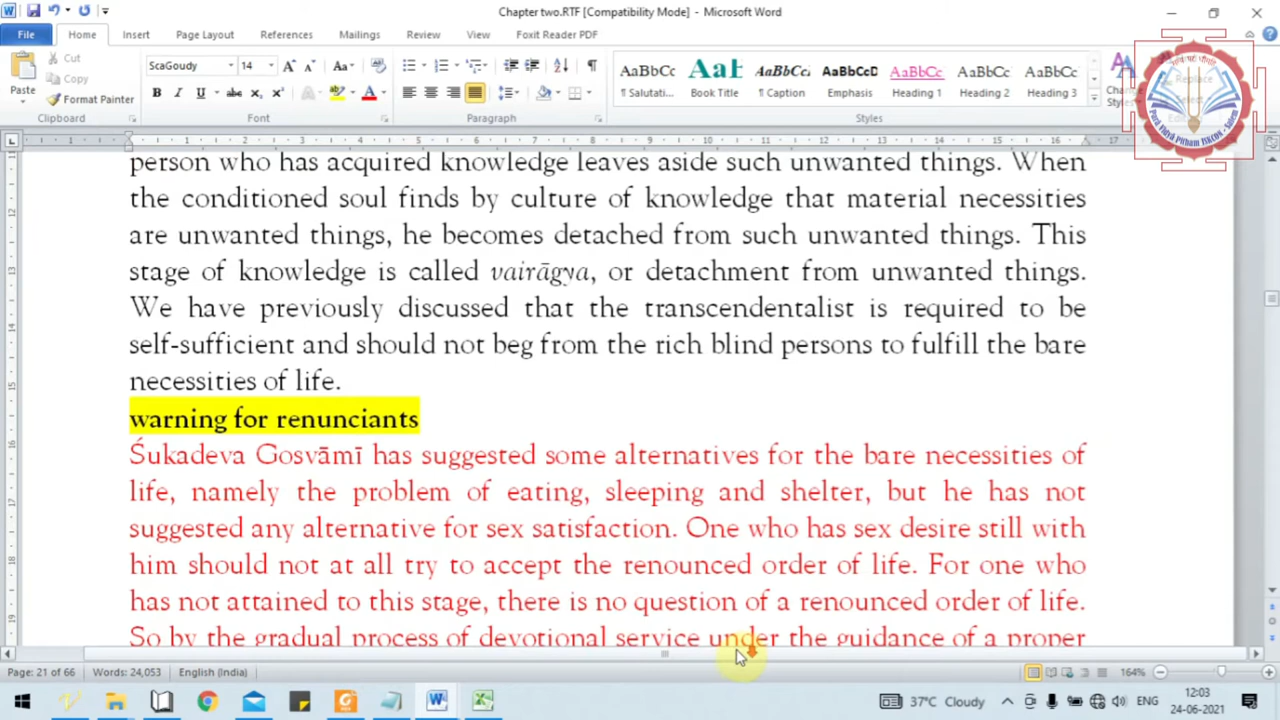 Chapter two.RTF [Compatibility Mode] - Microsoft Word
File Home Insert Page Layout References Mailings Review View Foxit Reader PDF
Paste Cut Copy Format Painter
Clipboard
ScaGoudy 14
Font
Paragraph
AaBbCc AaB AaBbCc AaBbCcD AaBbCc AaBbCc AaBbCc
¶ Salutati... Book Title ¶ Caption Emphasis Heading 1 Heading 2 Heading 3
Styles
Replace
person who has acquired knowledge leaves aside such unwanted things. When
the conditioned soul finds by culture of knowledge that material necessities
are unwanted things, he becomes detached from such unwanted things. This
stage of knowledge is called vairāgya, or detachment from unwanted things.
We have previously discussed that the transcendentalist is required to be
self-sufficient and should not beg from the rich blind persons to fulfill the bare
necessities of life.
warning for renunciants
Śukadeva Gosvāmī has suggested some alternatives for the bare necessities of
life, namely the problem of eating, sleeping and shelter, but he has not
suggested any alternative for sex satisfaction. One who has sex desire still with
him should not at all try to accept the renounced order of life. For one who
has not attained to this stage, there is no question of a renounced order of life.
So by the gradual process of devotional service under the guidance of a proper
Page: 21 of 66 Words: 24,053 English (India) 164%
37°C Cloudy ENG 12:03
24-06-2021